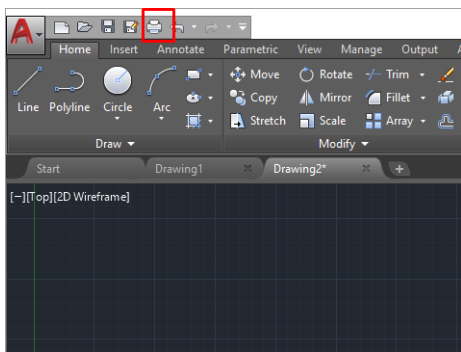 Home Insert Annotate Parametric View Manage Output A
Move Rotate Trim
Copy Mirror Fillet
Line Polyline Circle Arc
Stretch Scale Array
Draw Modify
Start Drawing1 Drawing2*
[−][Top][2D Wireframe]